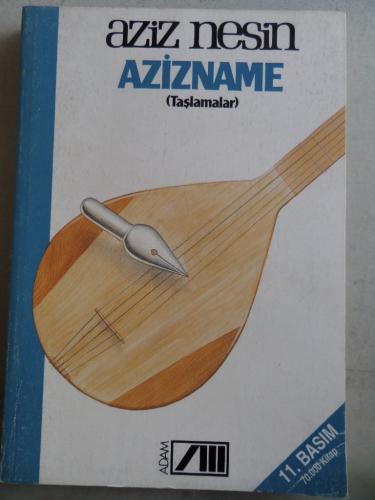 aziz nesin
AZİZNAME
(Taşlamalar)
11. BASIM
70.000 Kitap
ADAM